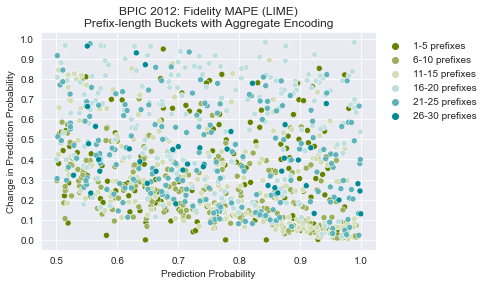 BPIC 2012: Fidelity MAPE (LIME)
Prefix-length Buckets with Aggregate Encoding
Change in Prediction Probability
1.0
0.9
0.8
0.7
0.6
0.5
0.4
0.3
0.2
0.1
0.0
0.5 0.6 0.7 0.8 0.9 1.0
Prediction Probability
1-5 prefixes
6-10 prefixes
11-15 prefixes
16-20 prefixes
21-25 prefixes
26-30 prefixes